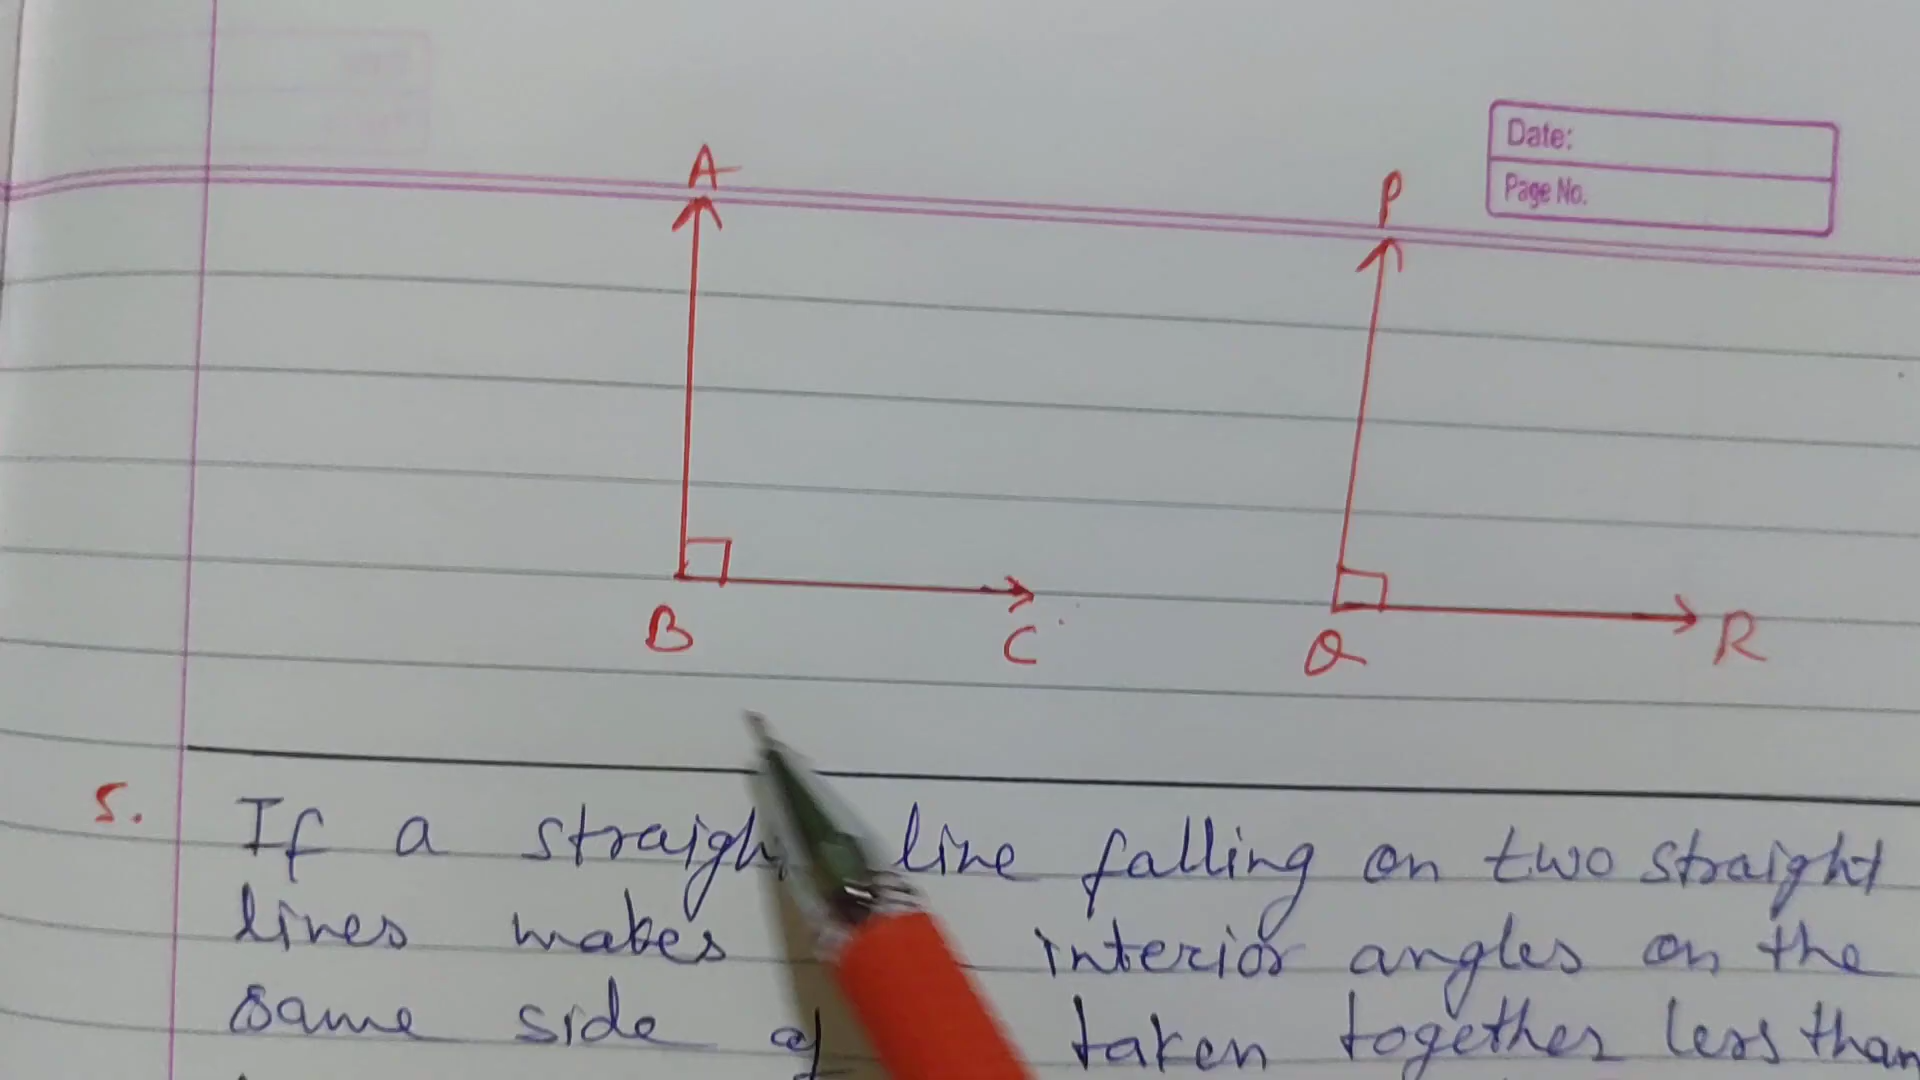 Date:
Page No.
A
P
B
C
Q
R
5. If a straigh line falling on two straight
lines makes interior angles on the
same side of taken together less than